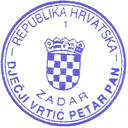 REPUBLIKA HRVATSKA
1
ZADAR
DJEČJI VRTIĆ PETAR PAN